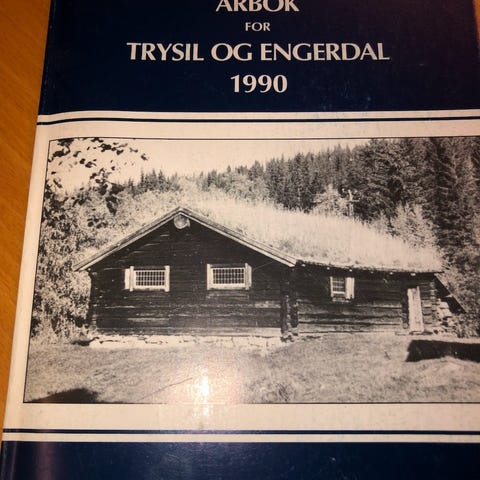 ÅRBOK
FOR
TRYSIL OG ENGERDAL
1990